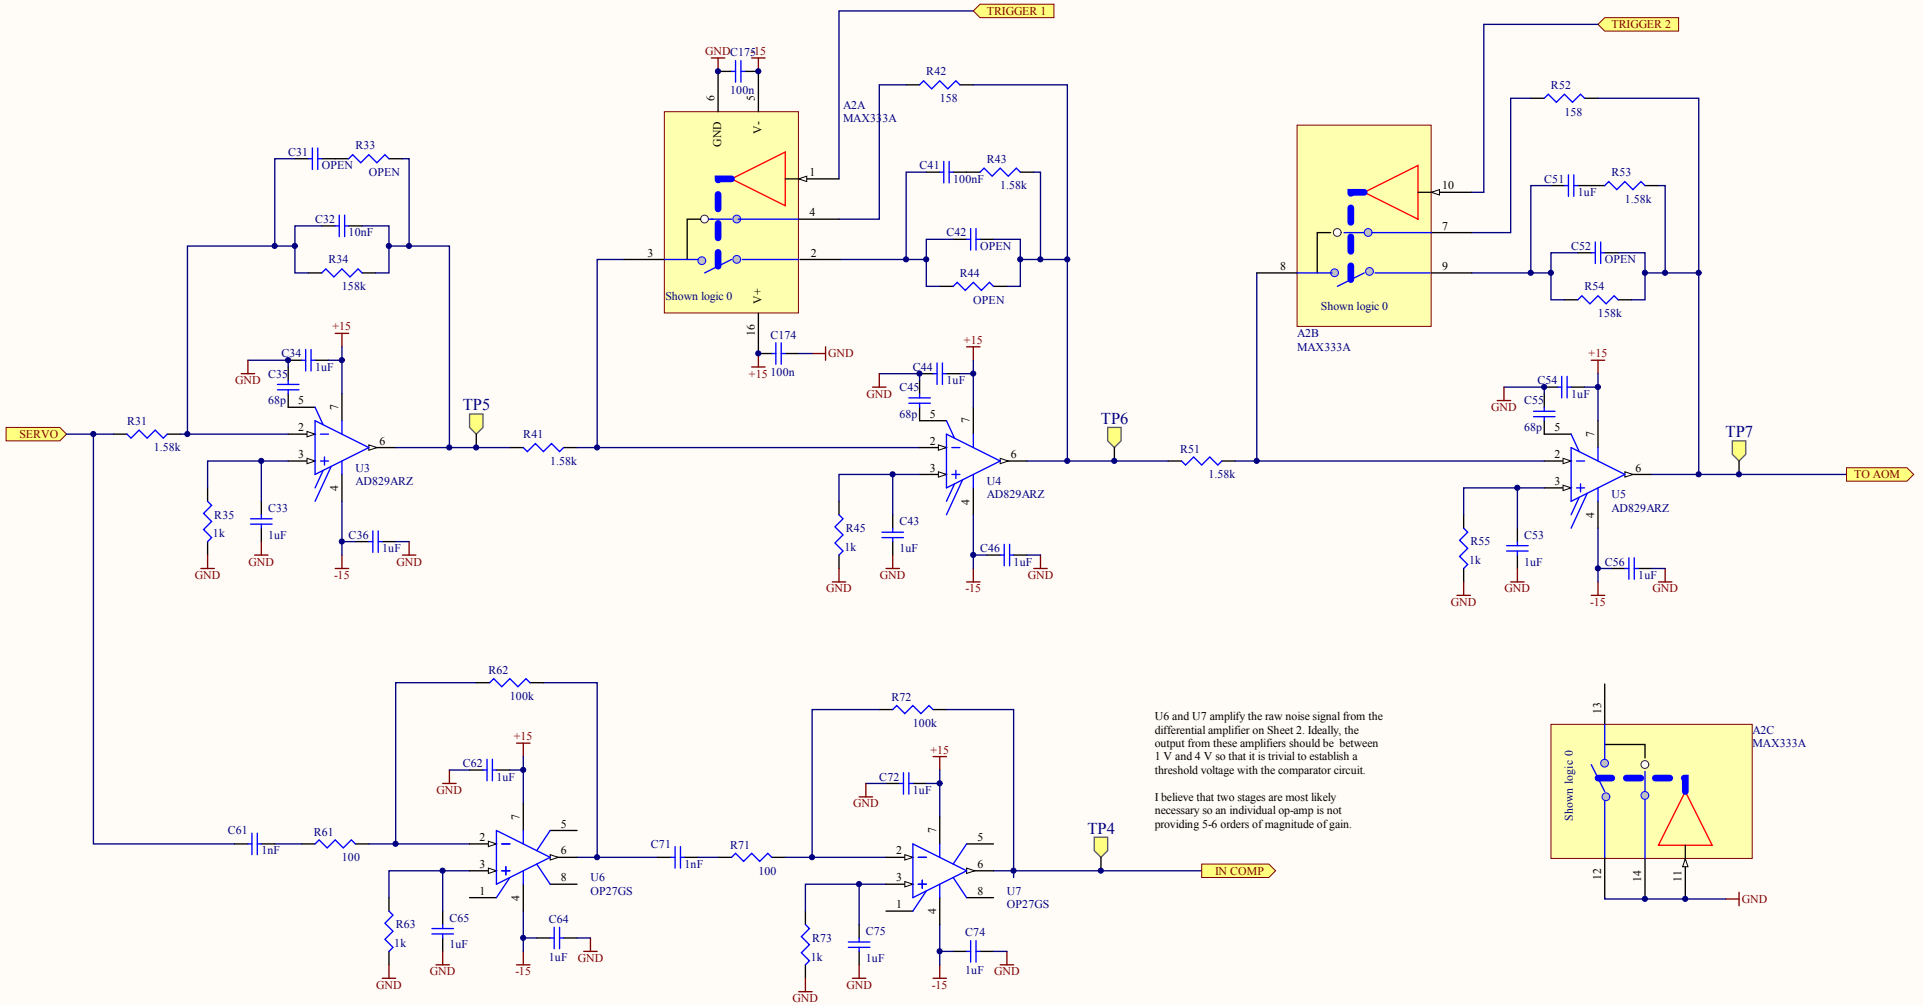 TRIGGER 1
TRIGGER 2
GND
C175
+15
100n
6
5
GND
V-
A2A
MAX333A
1
4
2
3
Shown logic 0
V+
16
C174
100n
+15
GND
R42
158
C41
100nF
R43
1.58k
C42
OPEN
R44
OPEN
R52
158
10
7
9
8
Shown logic 0
A2B
MAX333A
C51
1uF
R53
1.58k
C52
OPEN
R54
158k
C31
OPEN
R33
OPEN
C32
10nF
R34
158k
SERVO
R31
1.58k
+15
C34
1uF
GND
C35
68p
5
7
2
3
6
4
U3
AD829ARZ
R35
1k
GND
C33
1uF
GND
C36
1uF
GND
-15
TP5
R41
1.58k
+15
C44
1uF
GND
C45
68p
5
7
2
3
6
4
U4
AD829ARZ
R45
1k
GND
C43
1uF
GND
C46
1uF
GND
-15
TP6
R51
1.58k
+15
C54
1uF
GND
C55
68p
5
7
2
3
6
4
U5
AD829ARZ
R55
1k
GND
C53
1uF
GND
C56
1uF
GND
-15
TP7
TO AOM
R62
100k
+15
C62
1uF
GND
C61
1nF
R61
100
7
5
2
3
6
1
4
8
U6
OP27GS
R63
1k
GND
C65
1uF
GND
C64
1uF
GND
-15
C71
1nF
R71
100
R72
100k
+15
C72
1uF
GND
7
5
2
3
6
1
4
8
U7
OP27GS
R73
1k
GND
C75
1uF
GND
C74
1uF
GND
-15
TP4
IN COMP
U6 and U7 amplify the raw noise signal from the
differential amplifier on Sheet 2. Ideally, the
output from these amplifiers should be between
1 V and 4 V so that it is trivial to establish a
threshold voltage with the comparator circuit.
I believe that two stages are most likely
necessary so an individual op-amp is not
providing 5-6 orders of magnitude of gain.
13
A2C
MAX333A
Shown logic 0
12
14
11
GND